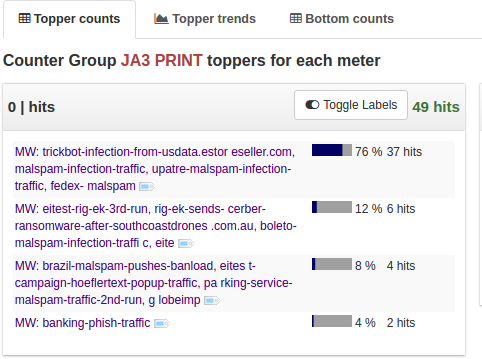 Topper counts Topper trends Bottom counts
Counter Group JA3 PRINT toppers for each meter
0 | hits Toggle Labels 49 hits
MW: trickbot-infection-from-usdata.estor eseller.com, 76 % 37 hits
malspam-infection-traffic, upatre-malspam-infection-
traffic, fedex- malspam
MW: eitest-rig-ek-3rd-run, rig-ek-sends- cerber- 12 % 6 hits
ransomware-after-southcoastdrones .com.au, boleto-
malspam-infection-traffi c, eite
MW: brazil-malspam-pushes-banload, eites t- 8 % 4 hits
campaign-hoeflertext-popup-traffic, pa rking-service-
malspam-traffic-2nd-run, g lobeimp
MW: banking-phish-traffic 4 % 2 hits